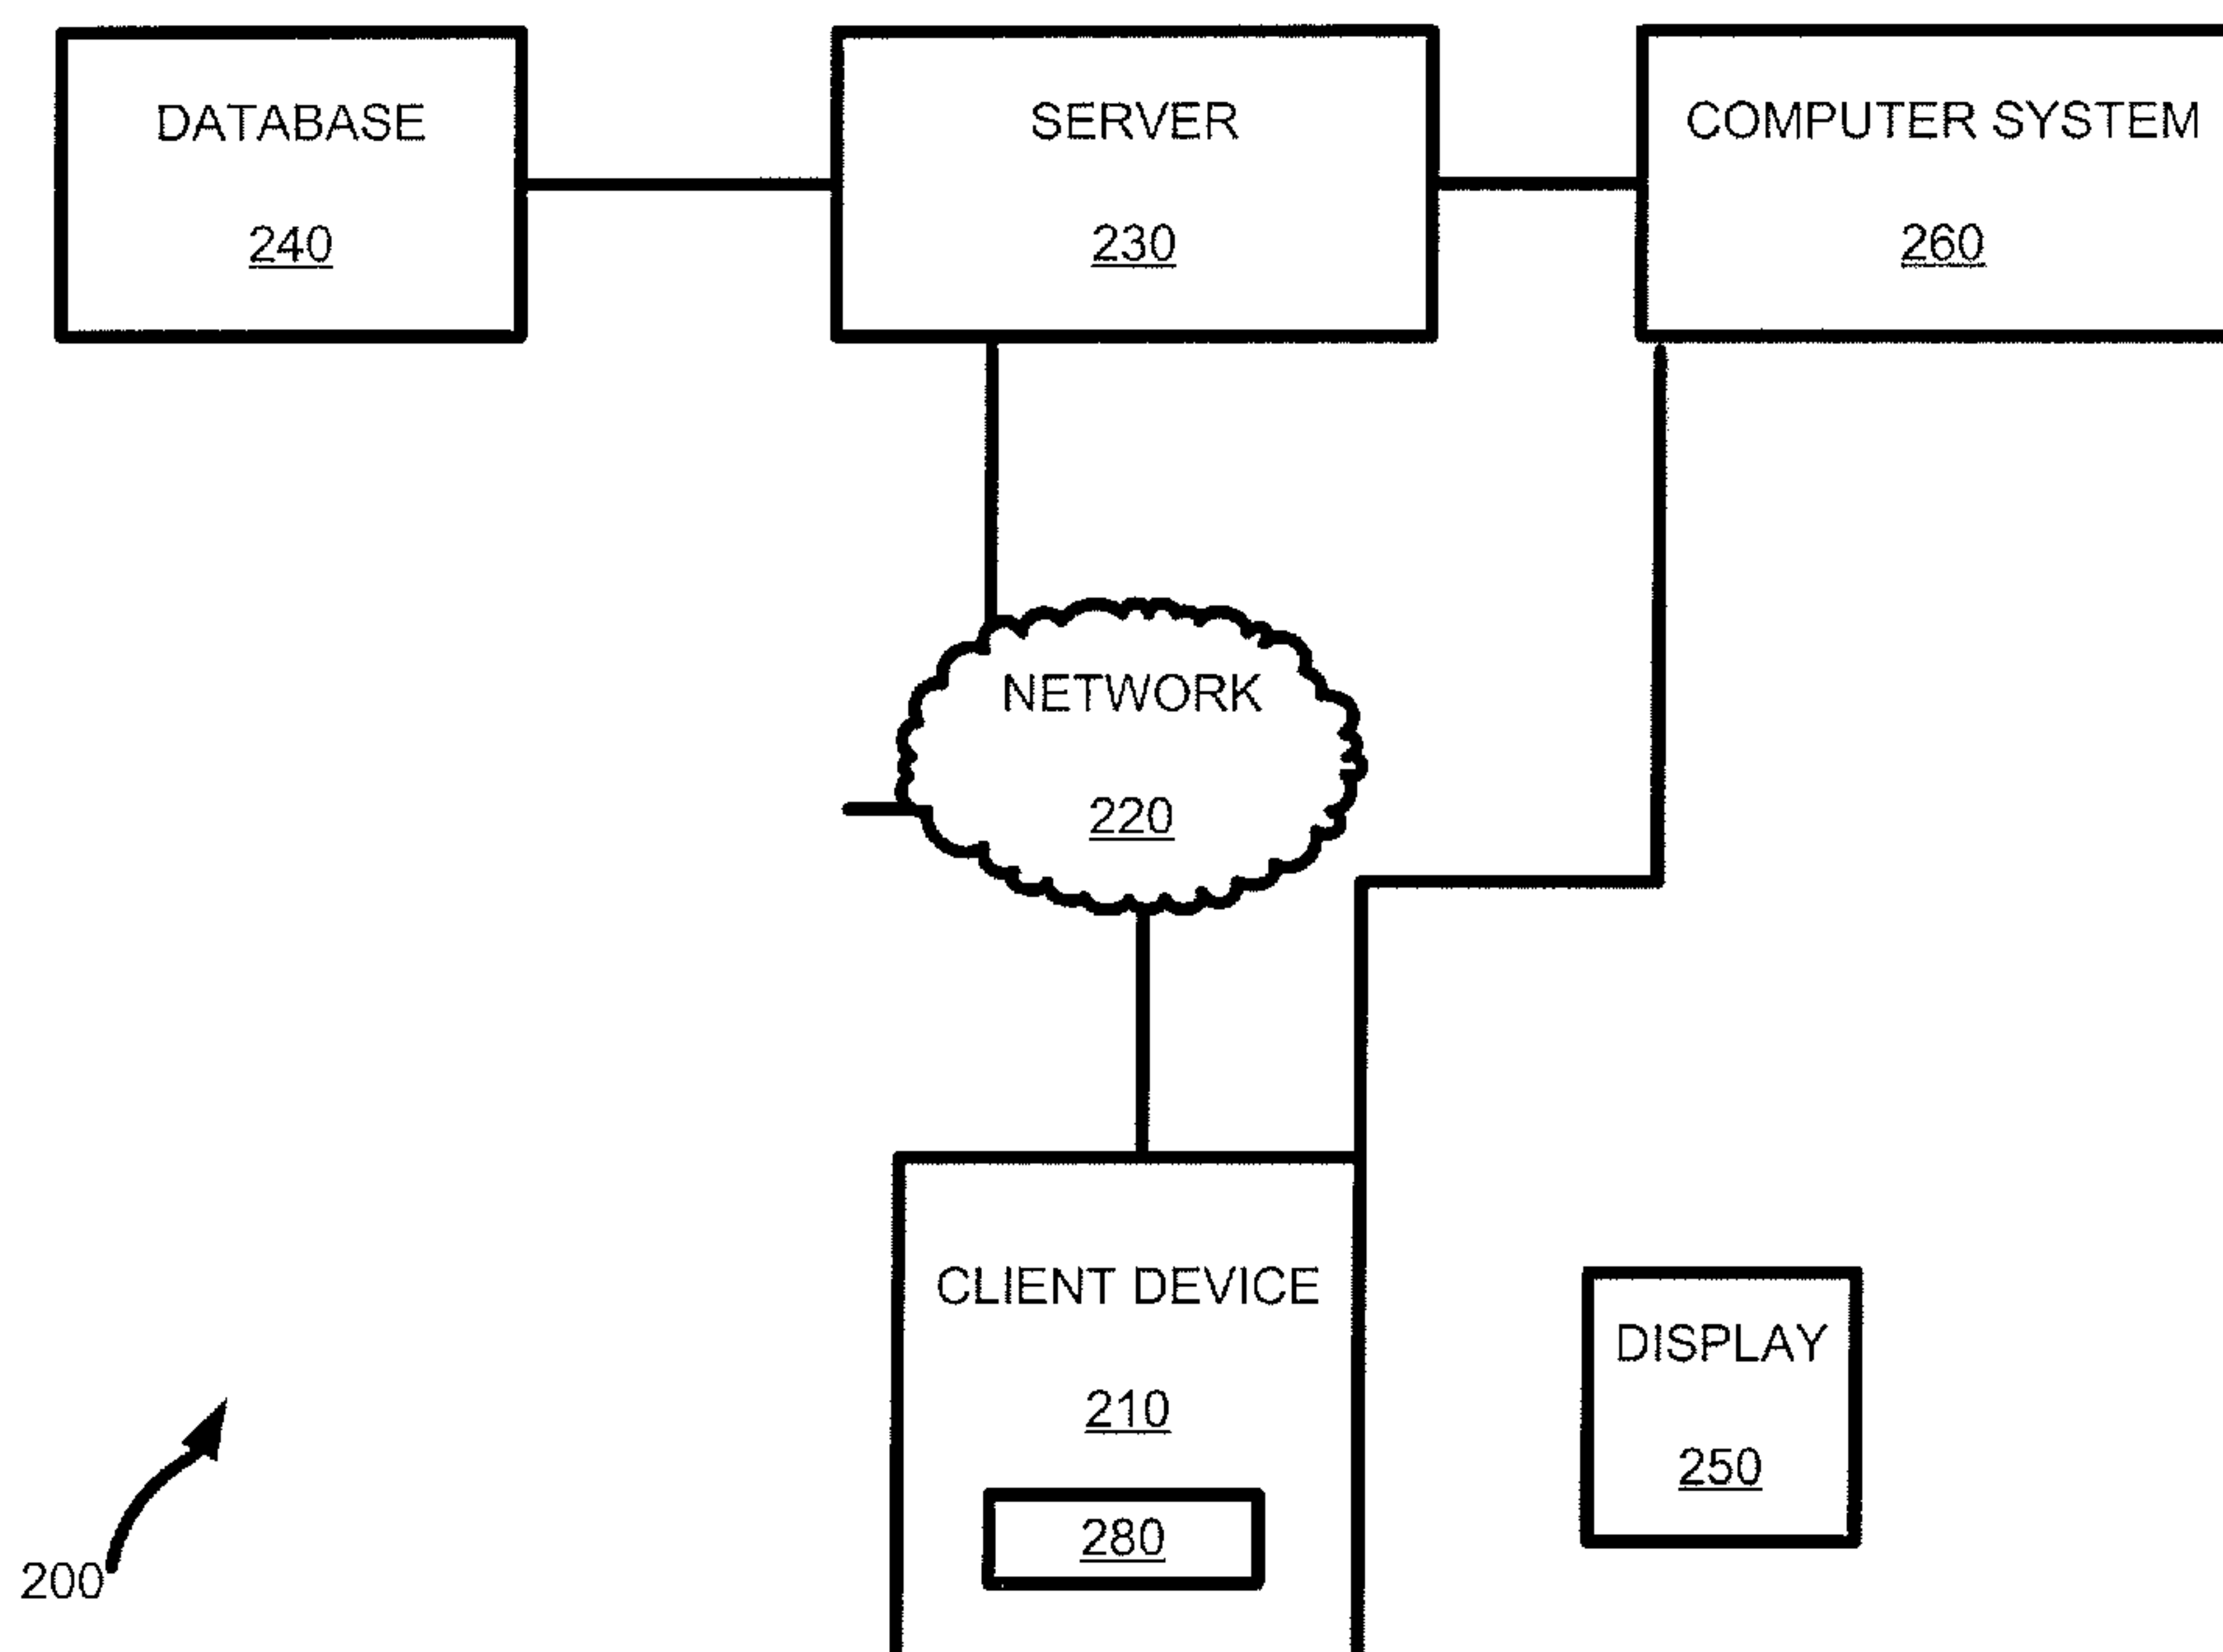 DATABASE
240
SERVER
230
COMPUTER SYSTEM
260
NETWORK
220
CLIENT DEVICE
210
280
DISPLAY
250
200